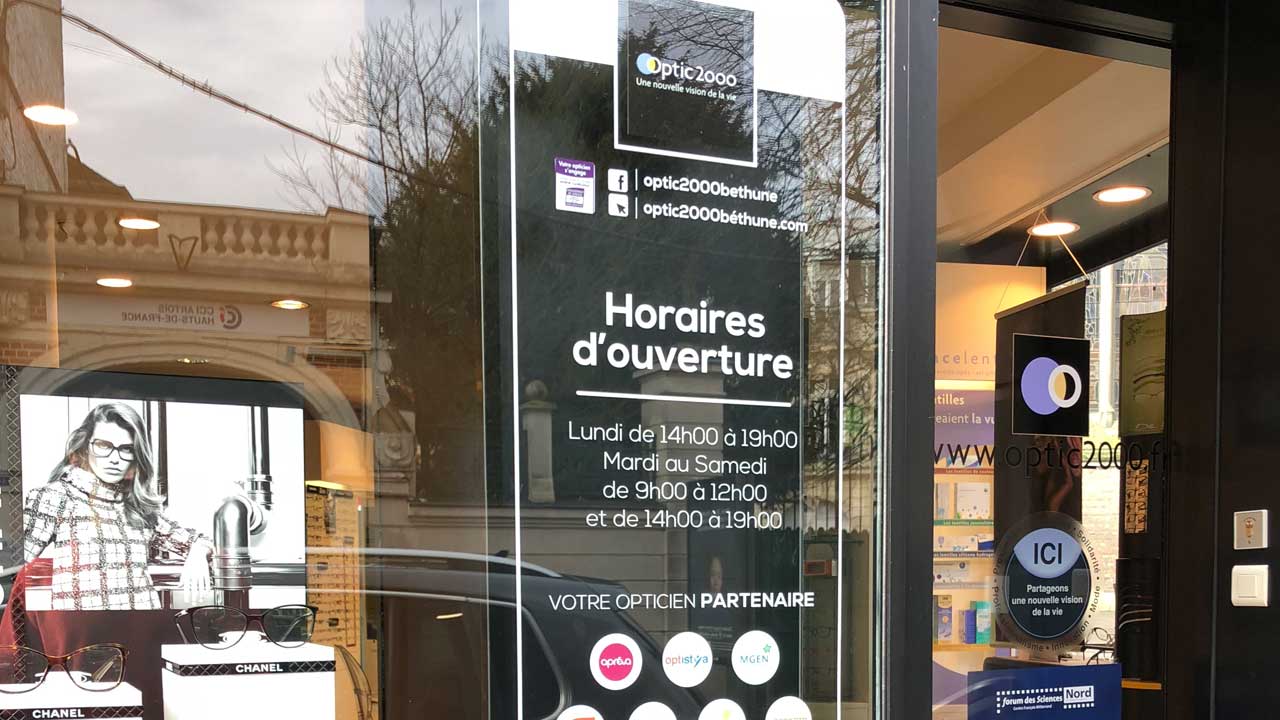 Optic 2ooo
Une nouvelle vision de la vie
Votre opticien
s'engage
optic2000bethune
optic2000béthune.com
Horaires
d'ouverture
Lundi de 14h00 à 19h00
Mardi au Samedi
de 9h00 à 12h00
et de 14h00 à 19h00
VOTRE OPTICIEN PARTENAIRE
apréva
optistya
MGEN
CCI ARTOIS
HAUTS-DE-FRANCE
CHANEL
CHANEL
www.optic2000.fr
ICI
Partageons
une nouvelle vision
de la vie
Solidarité
Mode
forum des Sciences Nord